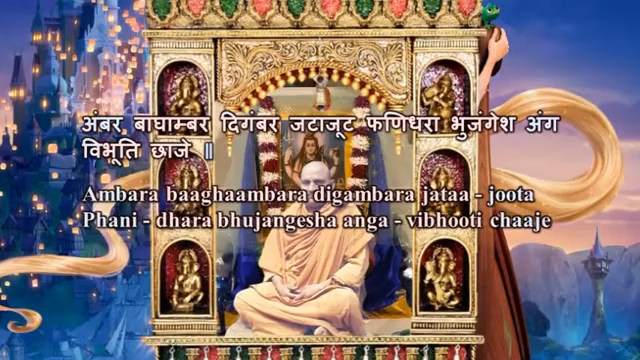 अंबर बाघाम्बर दिगंबर जटाजूट फणिधरा भुजंगेश अंग
विभूति छाजे ॥
Ambara baaghaambara digambara jataa - joota
Phani - dhara bhujangesha anga - vibhooti chaaje